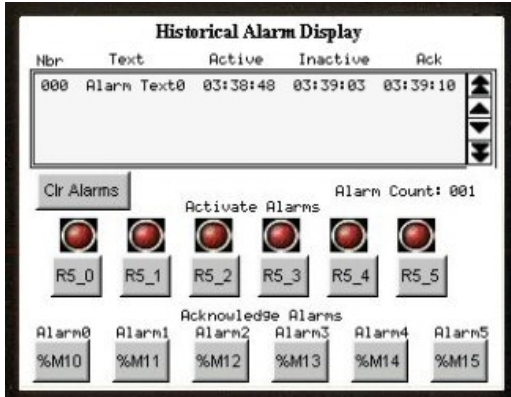 Historical Alarm Display
Nbr Text Active Inactive Ack
000 Alarm Text0 03:38:48 03:39:03 03:39:10
Clr Alarms
Alarm Count: 001
Activate Alarms
R5_0 R5_1 R5_2 R5_3 R5_4 R5_5
Acknowledge Alarms
Alarm0 Alarm1 Alarm2 Alarm3 Alarm4 Alarm5
%M10 %M11 %M12 %M13 %M14 %M15